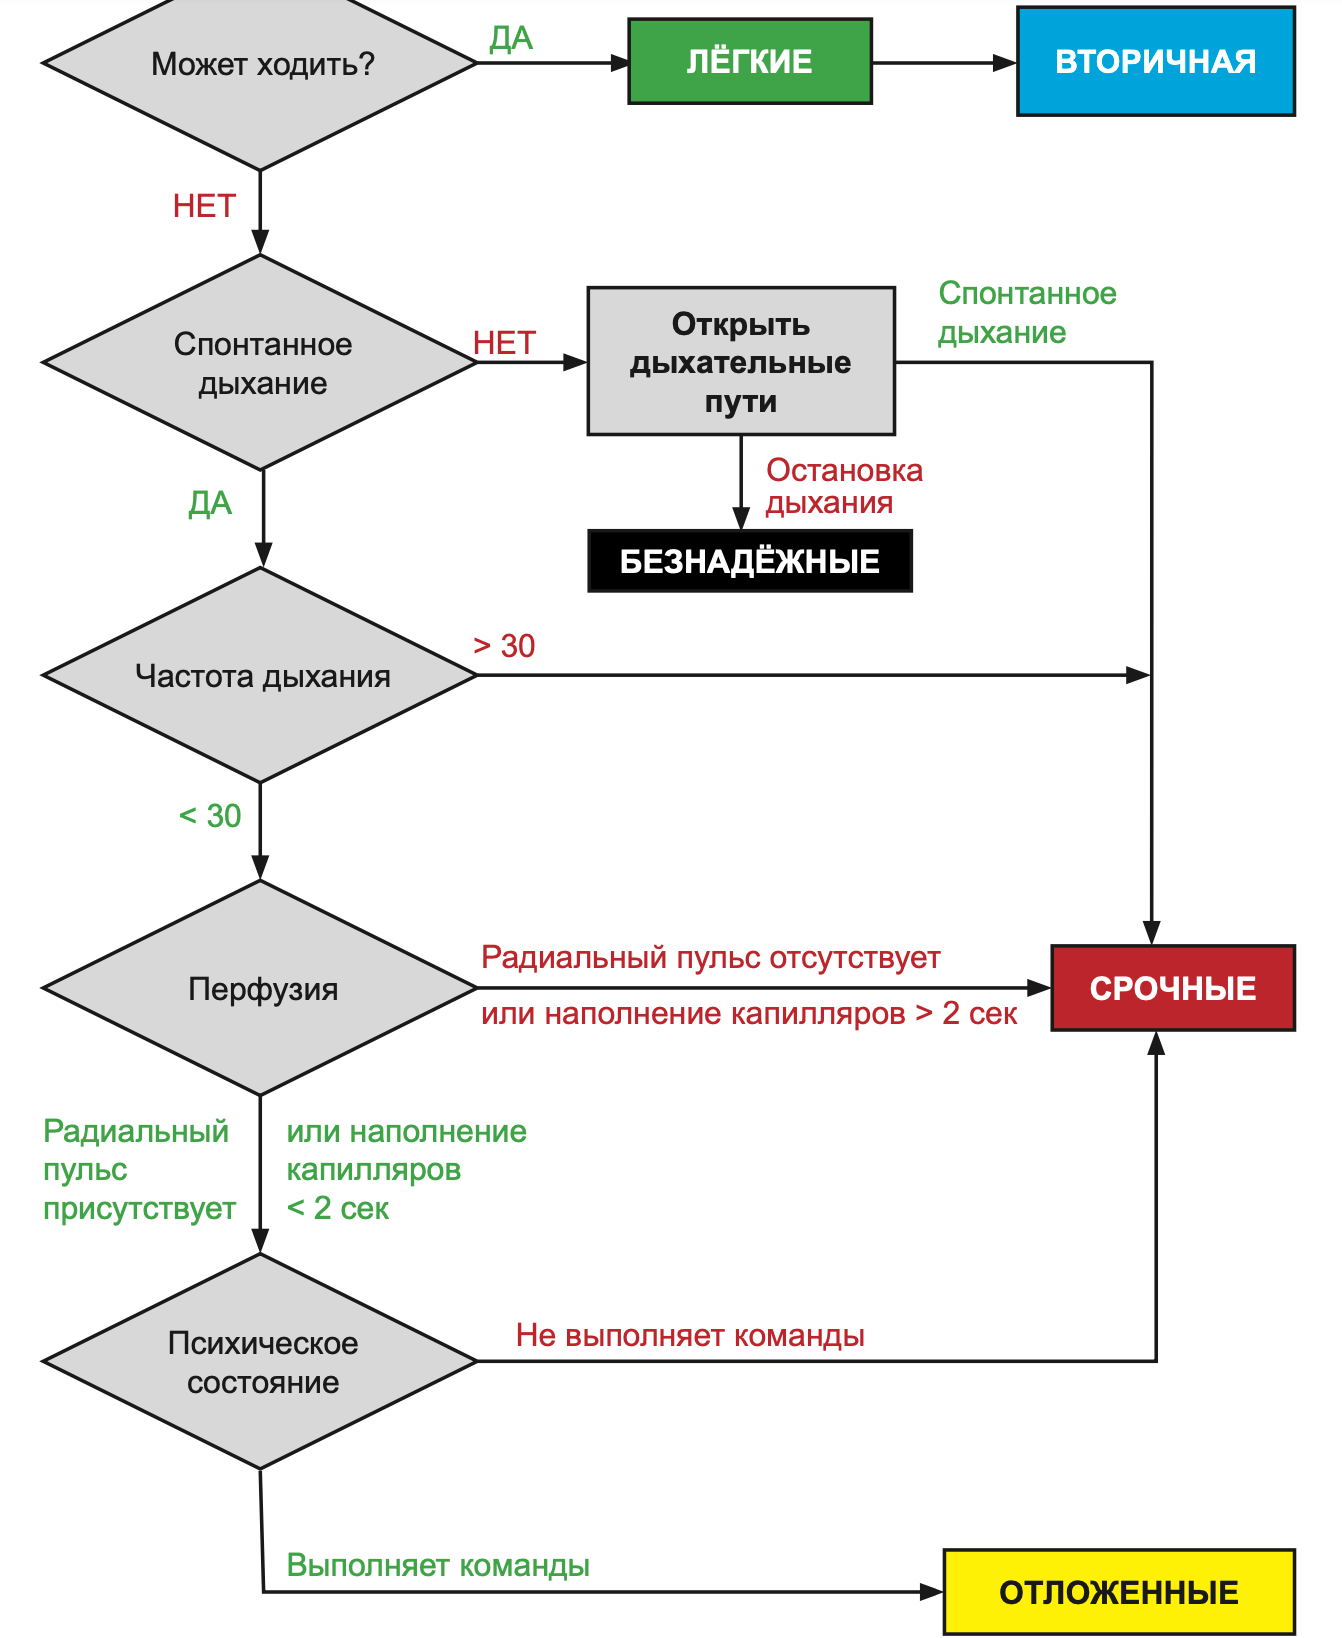 Может ходить?
ДА
ЛЁГКИЕ
ВТОРИЧНАЯ
НЕТ
Спонтанное
дыхание
НЕТ
Открыть
дыхательные
пути
Спонтанное
дыхание
Остановка
дыхания
БЕЗНАДЁЖНЫЕ
ДА
Частота дыхания
> 30
< 30
Перфузия
Радиальный пульс отсутствует
или наполнение капилляров > 2 сек
СРОЧНЫЕ
Радиальный
пульс
присутствует
или наполнение
капилляров
< 2 сек
Психическое
состояние
Не выполняет команды
Выполняет команды
ОТЛОЖЕННЫЕ